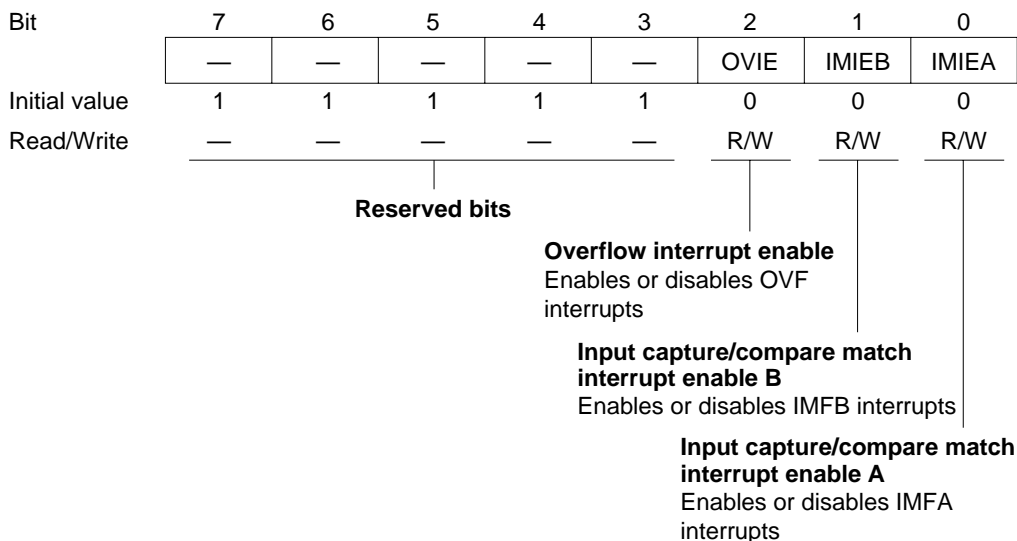 Bit 7 6 5 4 3 2 1 0
— — — — — OVIE IMIEB IMIEA
Initial value 1 1 1 1 1 0 0 0
Read/Write — — — — — R/W R/W R/W
Reserved bits
Overflow interrupt enable
Enables or disables OVF
interrupts
Input capture/compare match
interrupt enable B
Enables or disables IMFB interrupts
Input capture/compare match
interrupt enable A
Enables or disables IMFA
interrupts